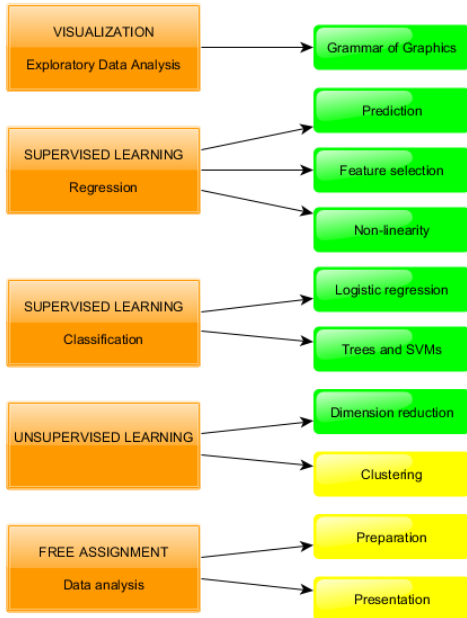 VISUALIZATION
Exploratory Data Analysis
Grammar of Graphics
SUPERVISED LEARNING
Regression
Prediction
Feature selection
Non-linearity
SUPERVISED LEARNING
Classification
Logistic regression
Trees and SVMs
UNSUPERVISED LEARNING
Dimension reduction
Clustering
FREE ASSIGNMENT
Data analysis
Preparation
Presentation